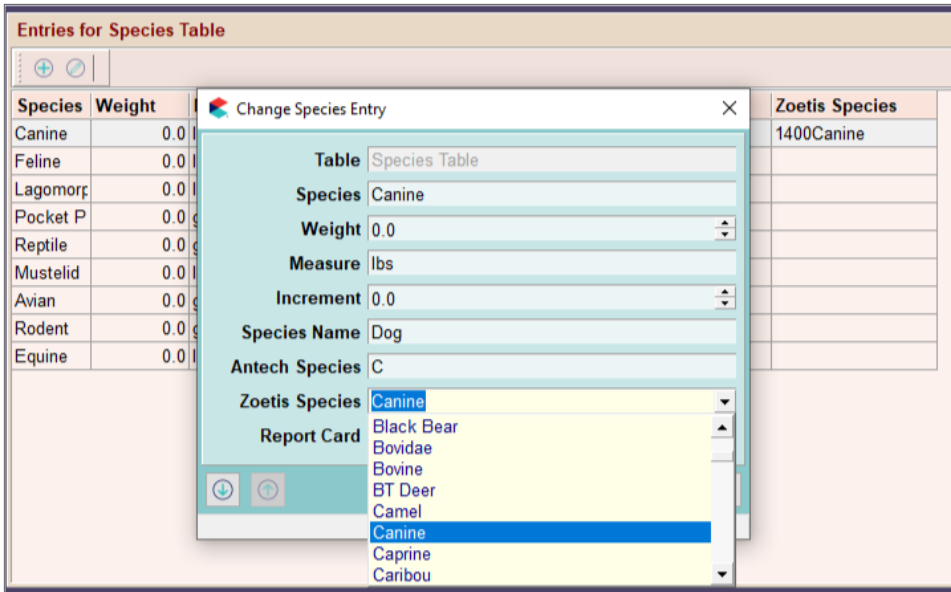 Entries for Species Table
Species Weight Zoetis Species
Change Species Entry
Canine 0.0 1400Canine
Feline 0.0
Lagomorp 0.0
Pocket P 0.0
Reptile 0.0
Mustelid 0.0
Avian 0.0
Rodent 0.0
Equine 0.0
Table Species Table
Species Canine
Weight 0.0
Measure lbs
Increment 0.0
Species Name Dog
Antech Species C
Zoetis Species Canine
Report Card
Black Bear
Bovidae
Bovine
BT Deer
Camel
Canine
Caprine
Caribou